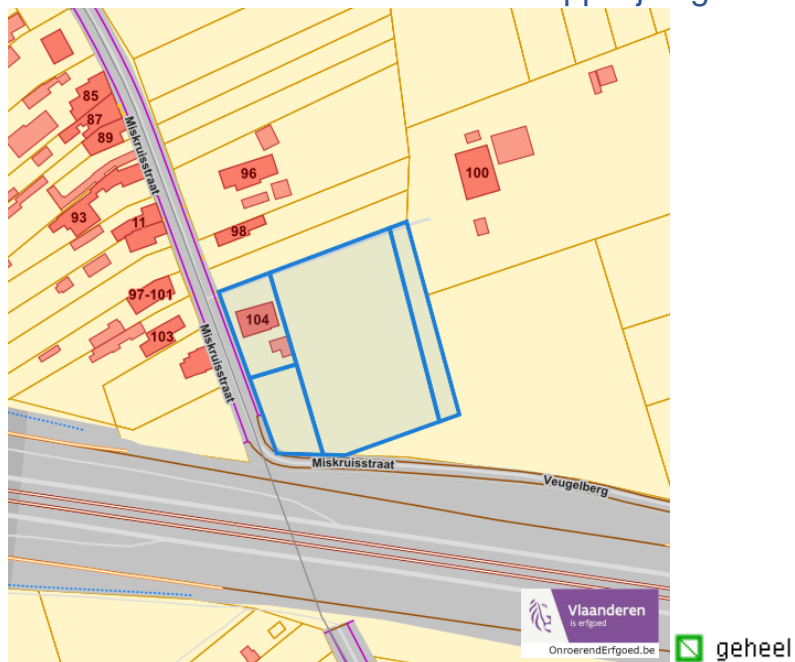 85
87
89
Miskruisstraat
96
100
93
11
98
97-101
104
103
Miskruisstraat
Miskruisstraat
Veugelberg
Vlaanderen
is erfgoed
OnroerendErfgoed.be
geheel